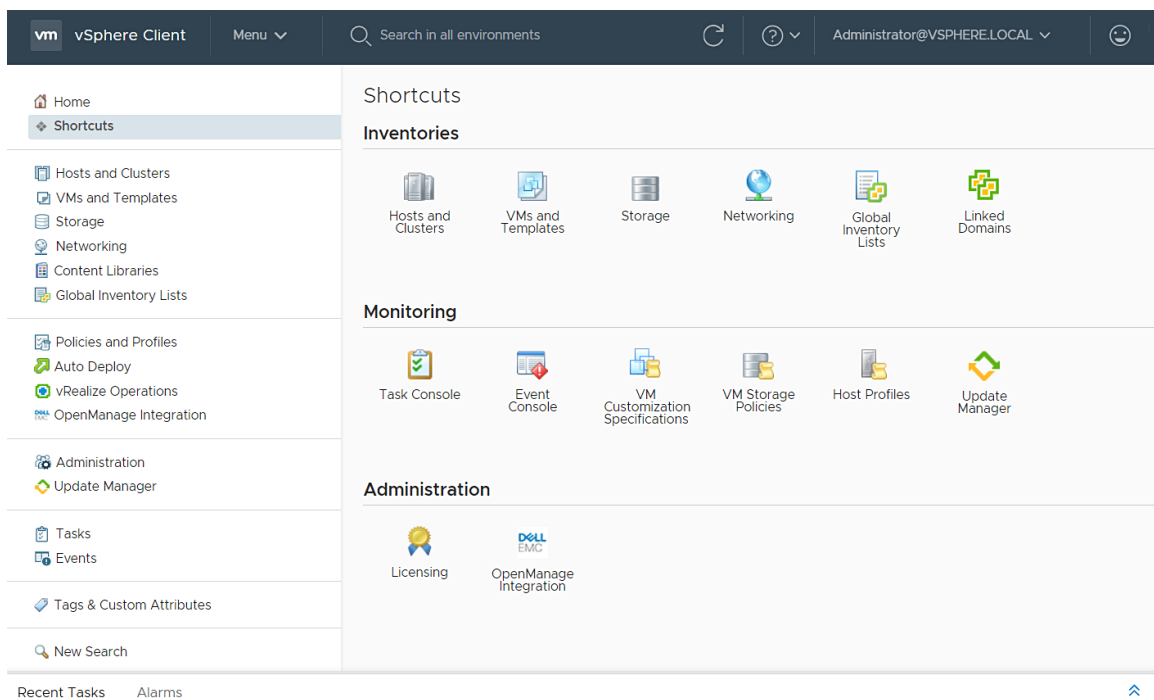 vm vSphere Client Menu Search in all environments Administrator@VSPHERE.LOCAL
Home
Shortcuts
Hosts and Clusters
VMs and Templates
Storage
Networking
Content Libraries
Global Inventory Lists
Policies and Profiles
Auto Deploy
vRealize Operations
DELL EMC OpenManage Integration
Administration
Update Manager
Tasks
Events
Tags & Custom Attributes
New Search
Shortcuts
Inventories
Hosts and
Clusters
VMs and
Templates
Storage
Networking
Global
Inventory
Lists
Linked
Domains
Monitoring
Task Console
Event
Console
VM
Customization
Specifications
VM Storage
Policies
Host Profiles
Update
Manager
Administration
Licensing
DELL
EMC
OpenManage
Integration
Recent Tasks Alarms